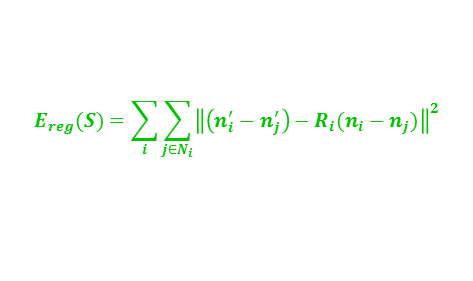 E_{reg}(S) = \sum_{i} \sum_{j \in N_i} \left\| (n'_i - n'_j) - R_i(n_i - n_j) \right\|^2